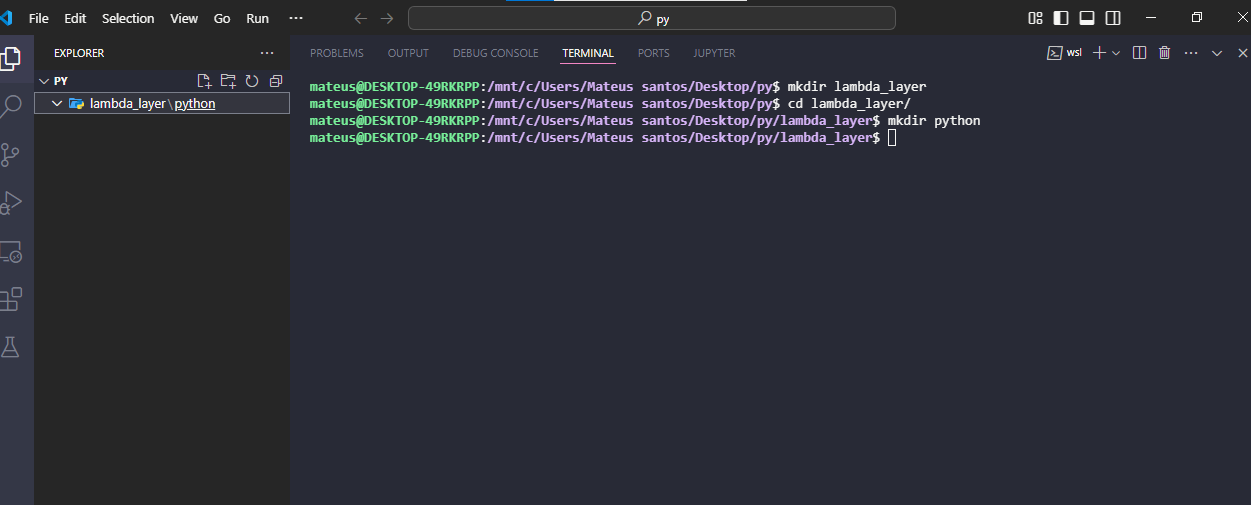 File Edit Selection View Go Run ··· py
EXPLORER ···
PY
lambda_layer\python
PROBLEMS OUTPUT DEBUG CONSOLE TERMINAL PORTS JUPYTER wsl ···
mateus@DESKTOP-49RKRPP:/mnt/c/Users/Mateus santos/Desktop/py$ mkdir lambda_layer
mateus@DESKTOP-49RKRPP:/mnt/c/Users/Mateus santos/Desktop/py$ cd lambda_layer/
mateus@DESKTOP-49RKRPP:/mnt/c/Users/Mateus santos/Desktop/py/lambda_layer$ mkdir python
mateus@DESKTOP-49RKRPP:/mnt/c/Users/Mateus santos/Desktop/py/lambda_layer$